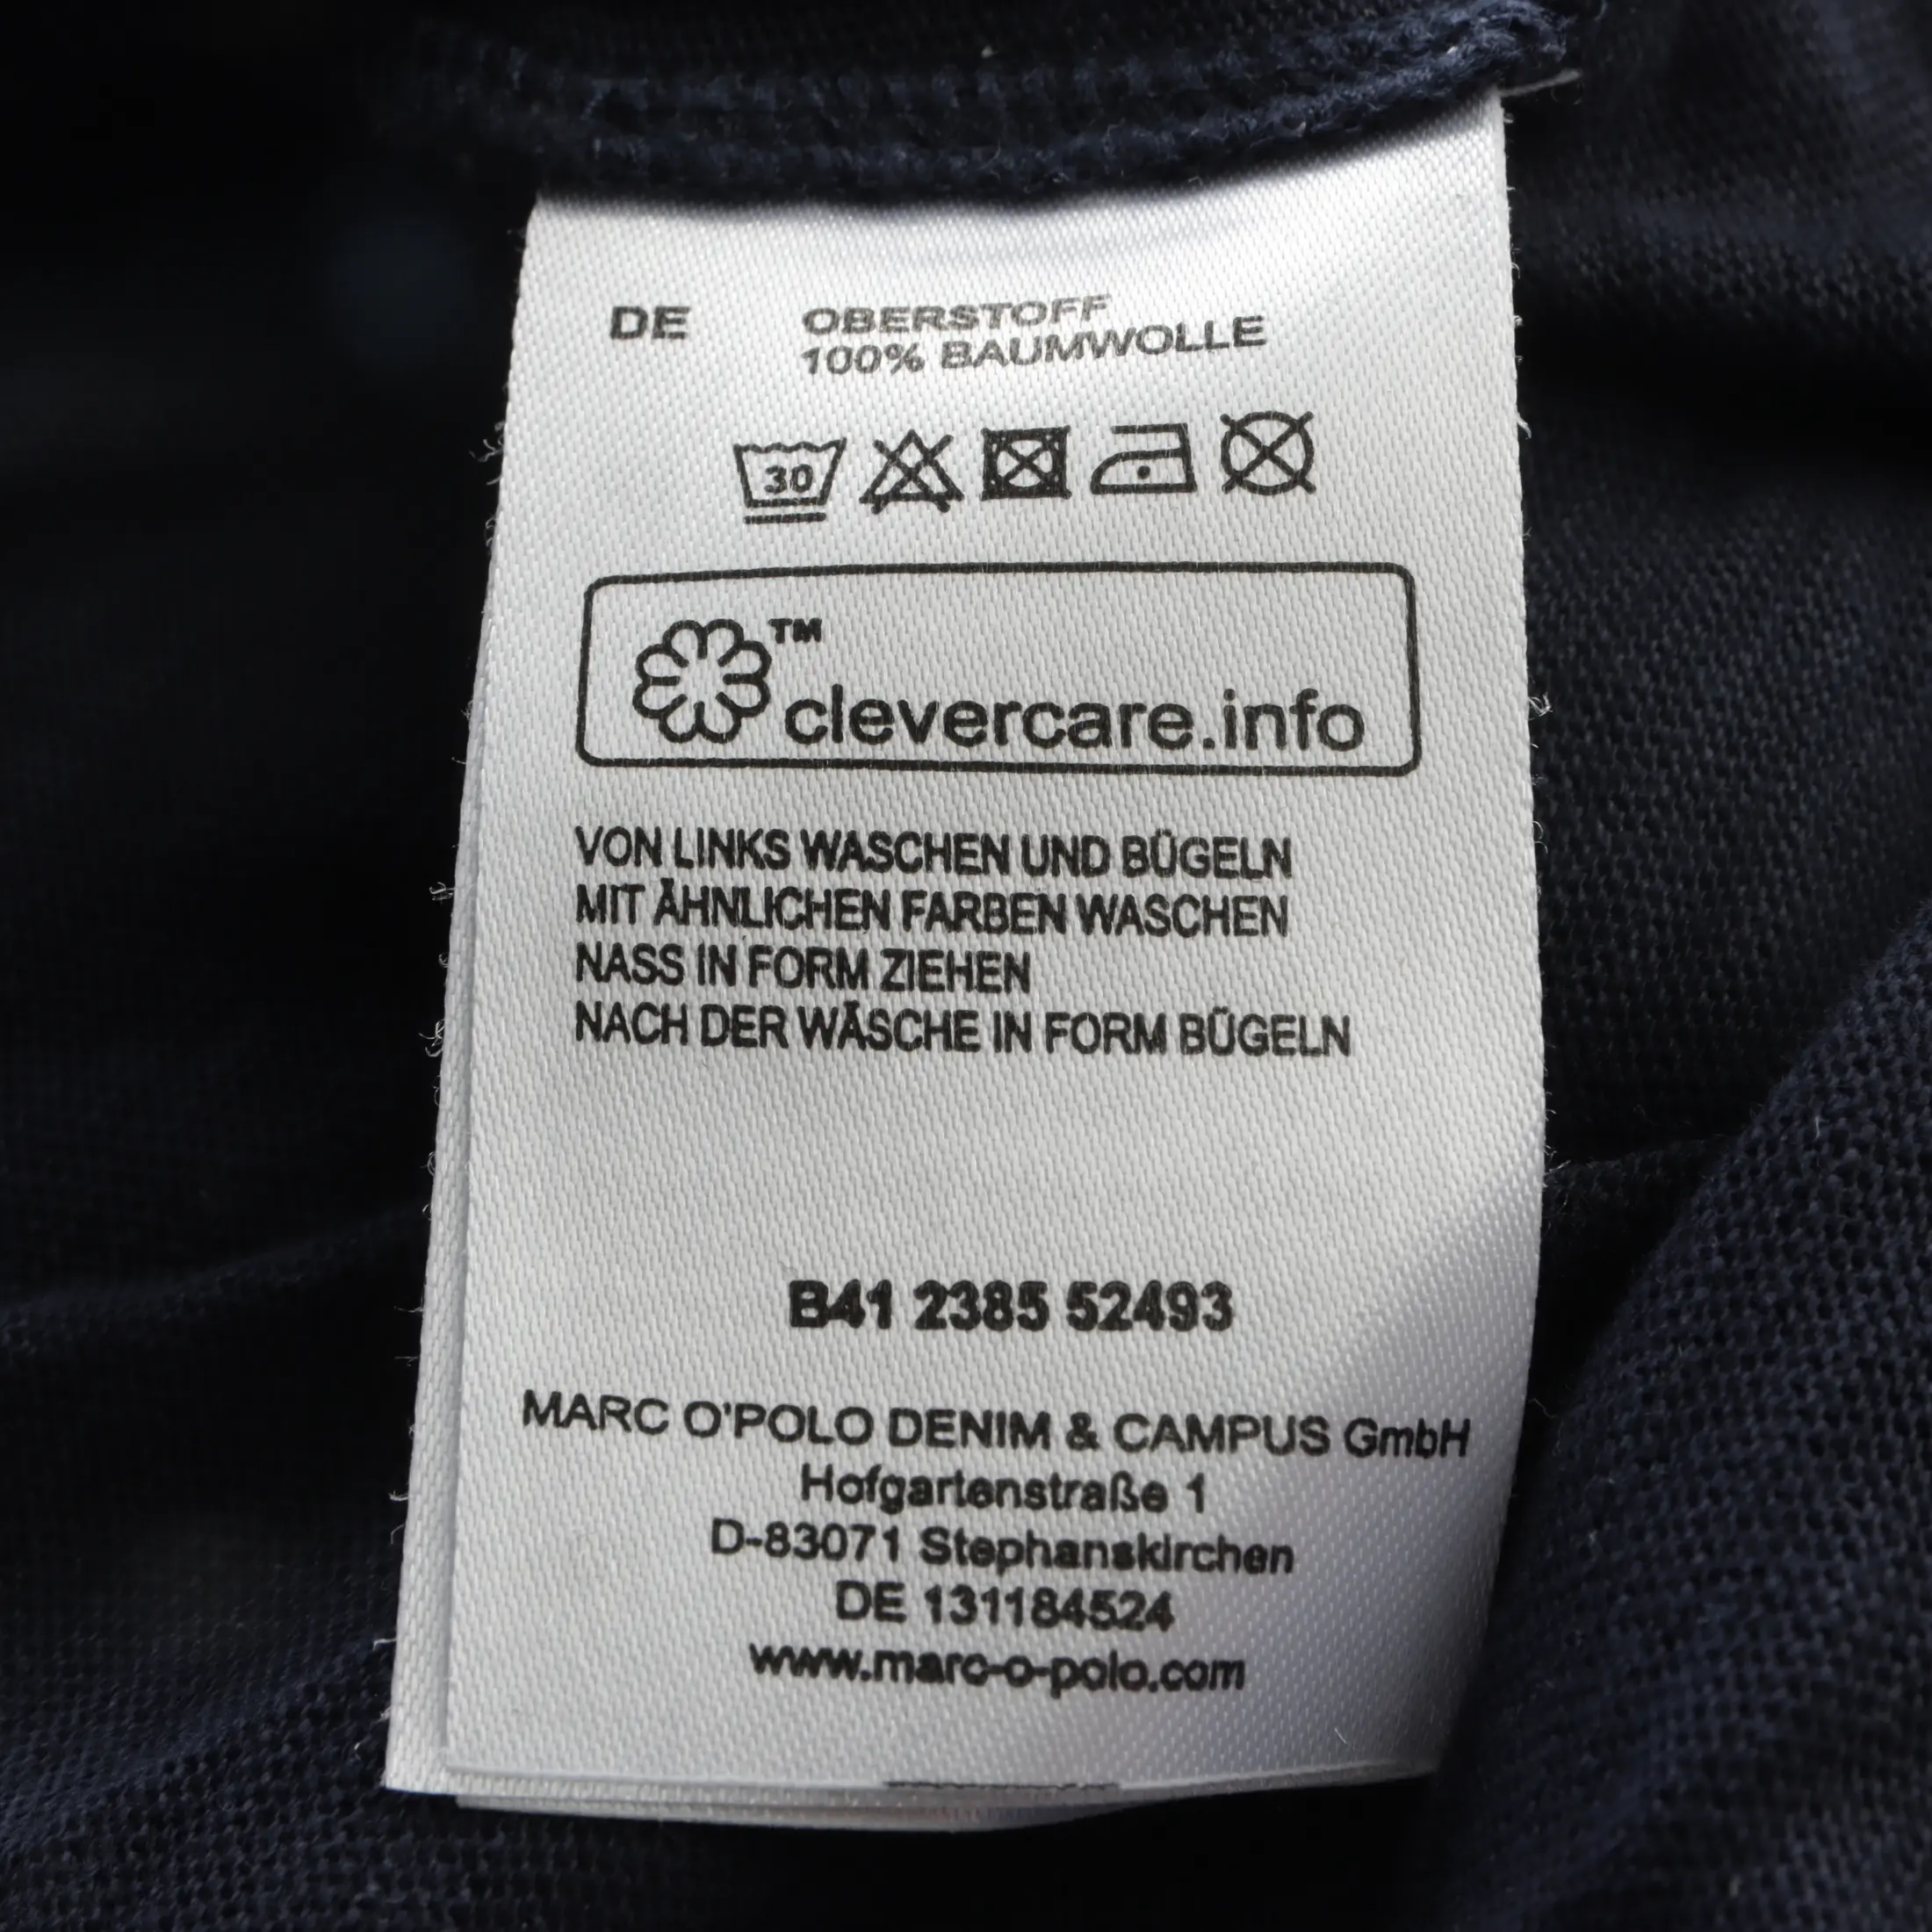 DE OBERSTOFF
100% BAUMWOLLE
30
TM
clevercare.info
VON LINKS WASCHEN UND BÜGELN
MIT ÄHNLICHEN FARBEN WASCHEN
NASS IN FORM ZIEHEN
NACH DER WÄSCHE IN FORM BÜGELN
B41 2385 52493
MARC O'POLO DENIM & CAMPUS GmbH
Hofgartenstraße 1
D-83071 Stephanskirchen
DE 131184524
www.marc-o-polo.com